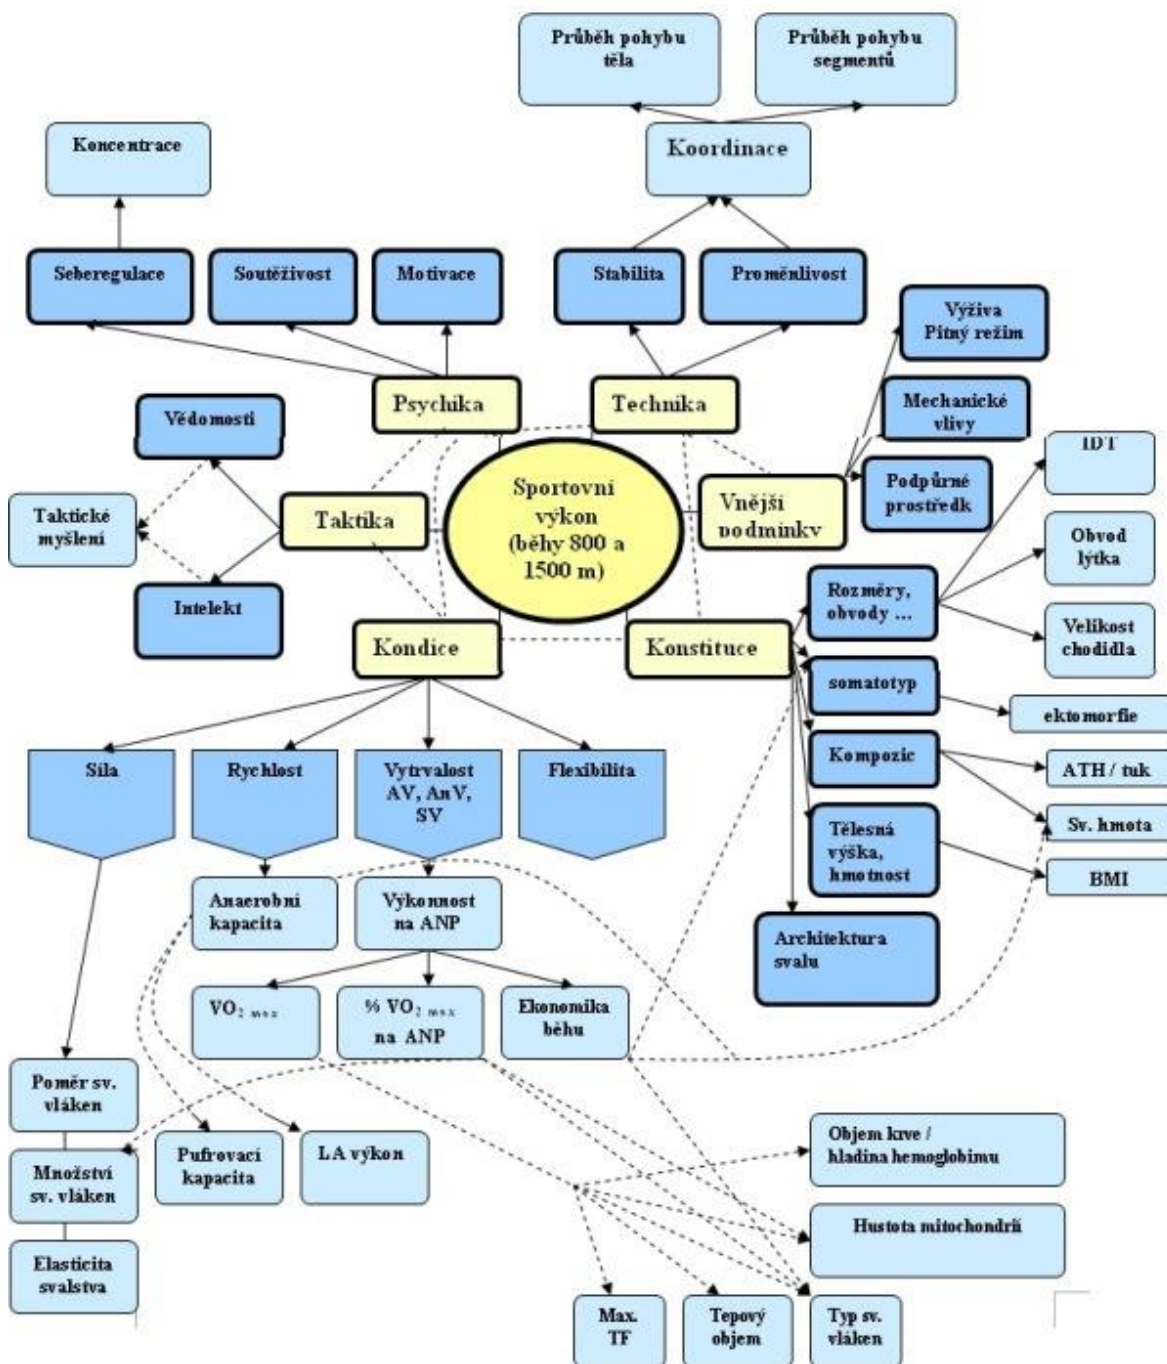 Průběh pohybu
těla
Průběh pohybu
segmentů
Koncentrace
Koordinace
Seberegulace
Soutěživost
Motivace
Stabilita
Proměnlivost
Výživa
Pitný režim
Psychika
Technika
Vědomosti
Mechanické
vlivy
IDT
Sportovní
výkon
(běhy 800 a
1500 m)
Taktika
Vnější
podmínky
Podpůrné
prostředk
Taktické
myšlení
Obvod
lýtka
Intelekt
Rozměry,
obvody ...
Velikost
chodidla
Kondice
Konstituce
somatotyp
ektomorfie
Síla
Rychlost
Vytrvalost
AV, AnV,
SV
Flexibilita
Kompozic
ATH / tuk
Sv. hmota
Tělesná
výška,
hmotnost
BMI
Anaerobní
kapacita
Výkonnost
na ANP
Architektura
svalu
VO2 max
% VO2 max
na ANP
Ekonomika
běhu
Poměr sv.
vláken
Množství
sv. vláken
Elasticita
svalstva
Pufrovací
kapacita
LA výkon
Objem krve /
hladina hemoglobimu
Hustota mitochondrií
Max.
TF
Tepový
objem
Typ sv.
vláken